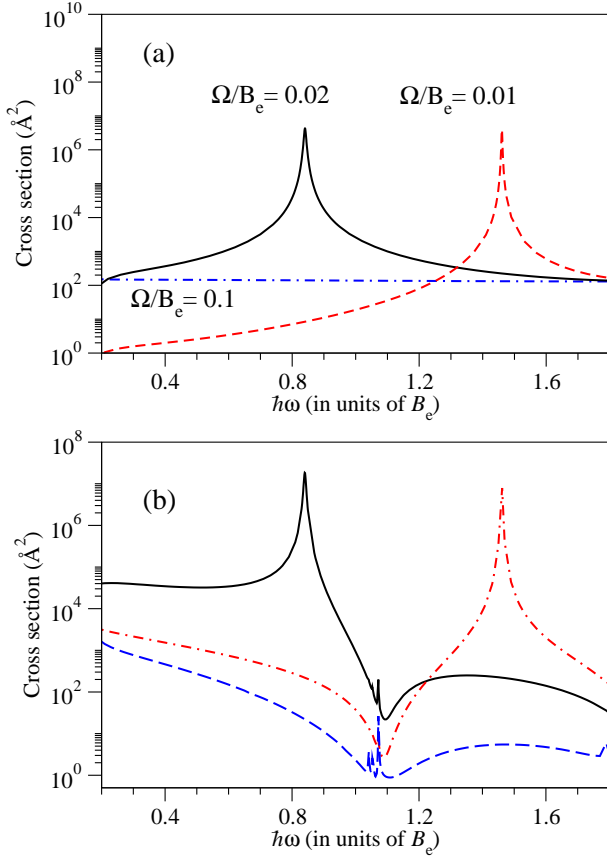 10^10
10^8
10^6
10^4
10^2
10^0
Cross section (Å^2)
(a)
Ω/B_e= 0.02
Ω/B_e= 0.01
Ω/B_e= 0.1
0.4 0.8 1.2 1.6
ħω (in units of B_e)
10^8
10^6
10^4
10^2
10^0
Cross section (Å^2)
(b)
0.4 0.8 1.2 1.6
ħω (in units of B_e)